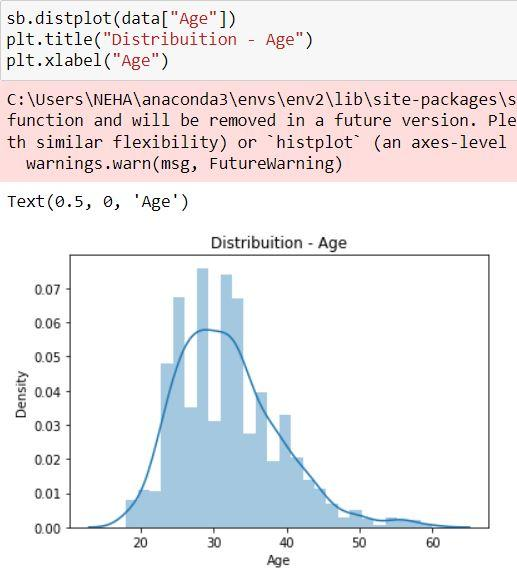 sb.distplot(data["Age"])
plt.title("Distribuition - Age")
plt.xlabel("Age")
C:\Users\NEHA\anaconda3\envs\env2\lib\site-packages\s
function and will be removed in a future version. Ple
th similar flexibility) or `histplot` (an axes-level
warnings.warn(msg, FutureWarning)
Text(0.5, 0, 'Age')
Distribuition - Age
0.07
0.06
0.05
0.04
0.03
0.02
0.01
0.00
Density
20 30 40 50 60
Age